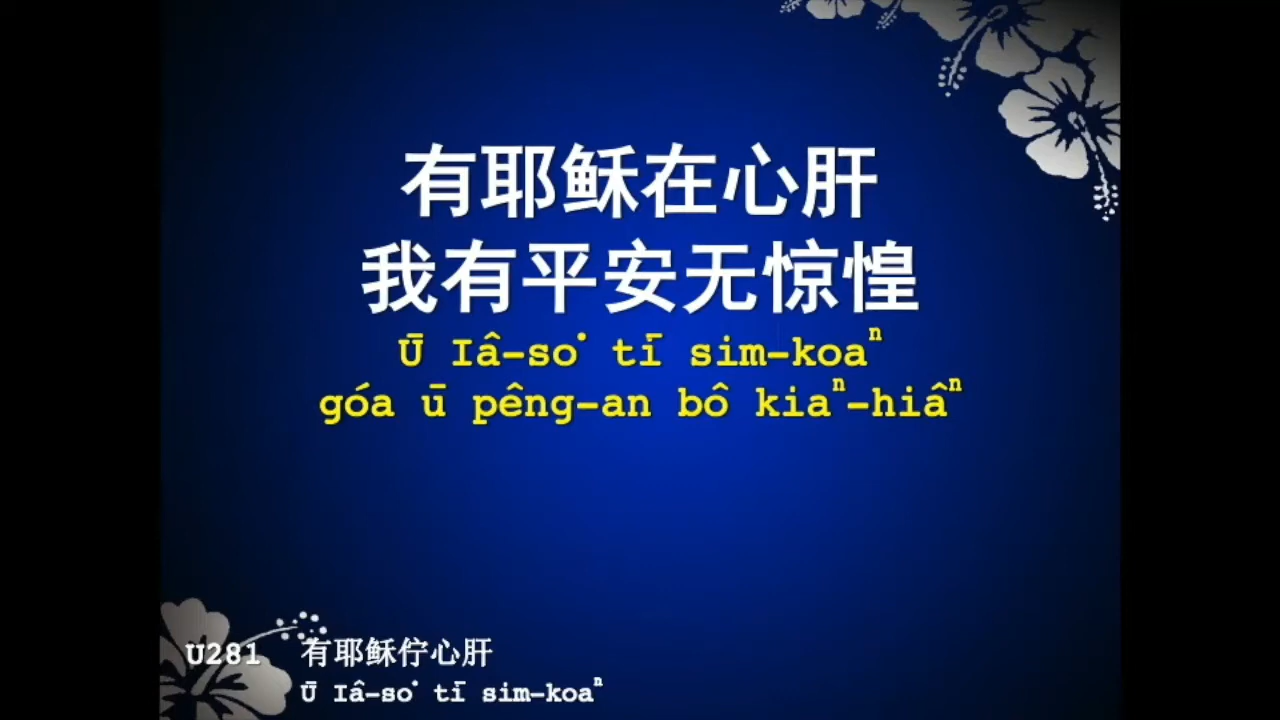 有耶稣在心肝
我有平安无惊惶
Ū Iâ-so͘ tī sim-koaⁿ
góa ū pêng-an bô kiaⁿ-hiâⁿ
U281 有耶稣佇心肝
Ū Iâ-so͘ tī sim-koaⁿ